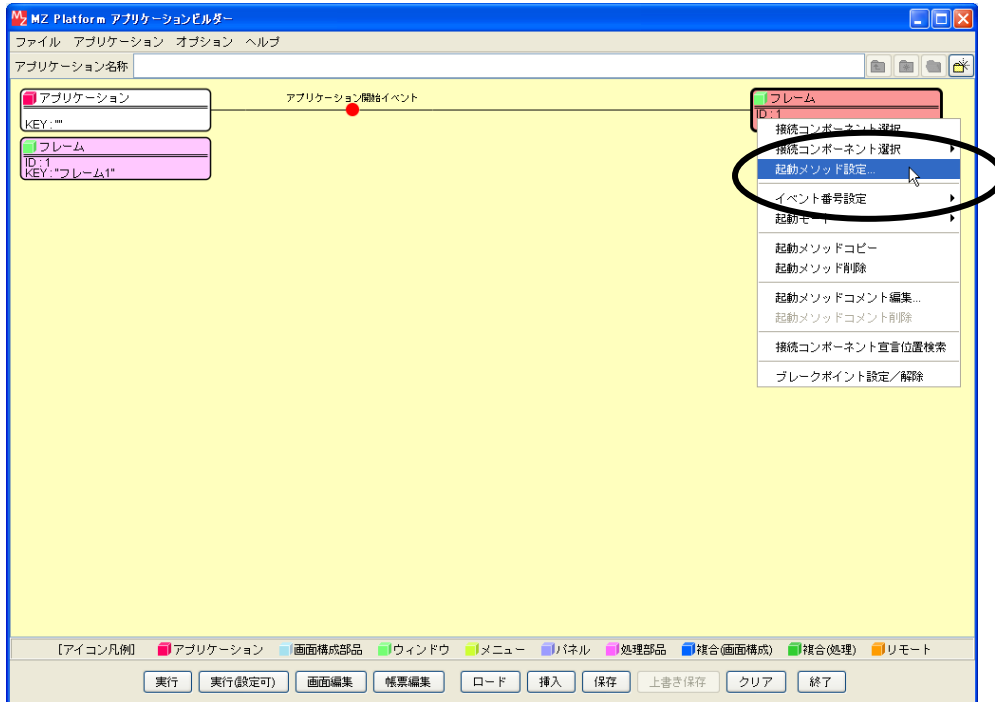 MZ Platform アプリケーションビルダー
ファイル アプリケーション オプション ヘルプ
アプリケーション名称
アプリケーション
KEY:""
アプリケーション開始イベント
フレーム
ID:1
フレーム
ID:1
KEY:"フレーム1"
接続コンポーネント選択
接続コンポーネント選択
起動メソッド設定...
イベント番号設定
起動モード
起動メソッドコピー
起動メソッド削除
起動メソッドコメント編集...
起動メソッドコメント削除
接続コンポーネント宣言位置検索
ブレークポイント設定／解除
[アイコン凡例] アプリケーション 画面構成部品 ウィンドウ メニュー パネル 処理部品 複合(画面構成) 複合(処理) リモート
実行 実行(設定可) 画面編集 帳票編集 ロード 挿入 保存 上書き保存 クリア 終了